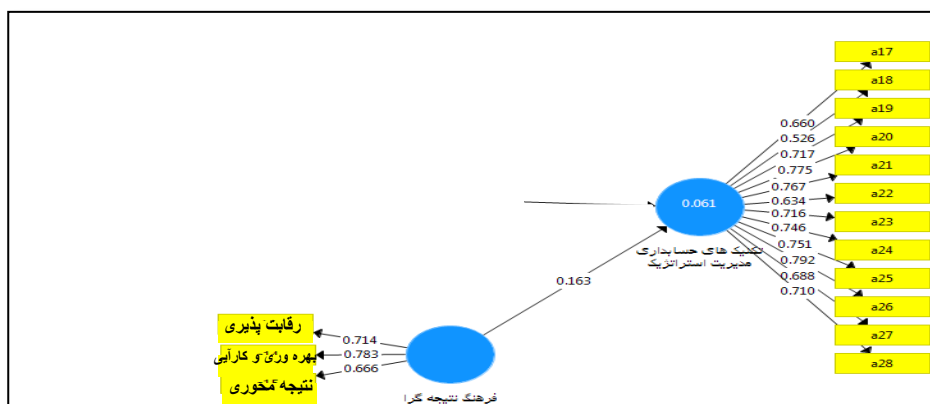 a17
a18
a19
a20
a21
a22
a23
a24
a25
a26
a27
a28
0.660
0.526
0.717
0.775
0.767
0.634
0.716
0.746
0.751
0.792
0.688
0.710
0.061
تکنیک های حسابداری
مدیریت استراتژیک
0.163
رقابت پذیری
بهره وری و کارآیی
نتیجه محوری
0.714
0.783
0.666
فرهنگ نتیجه گرا